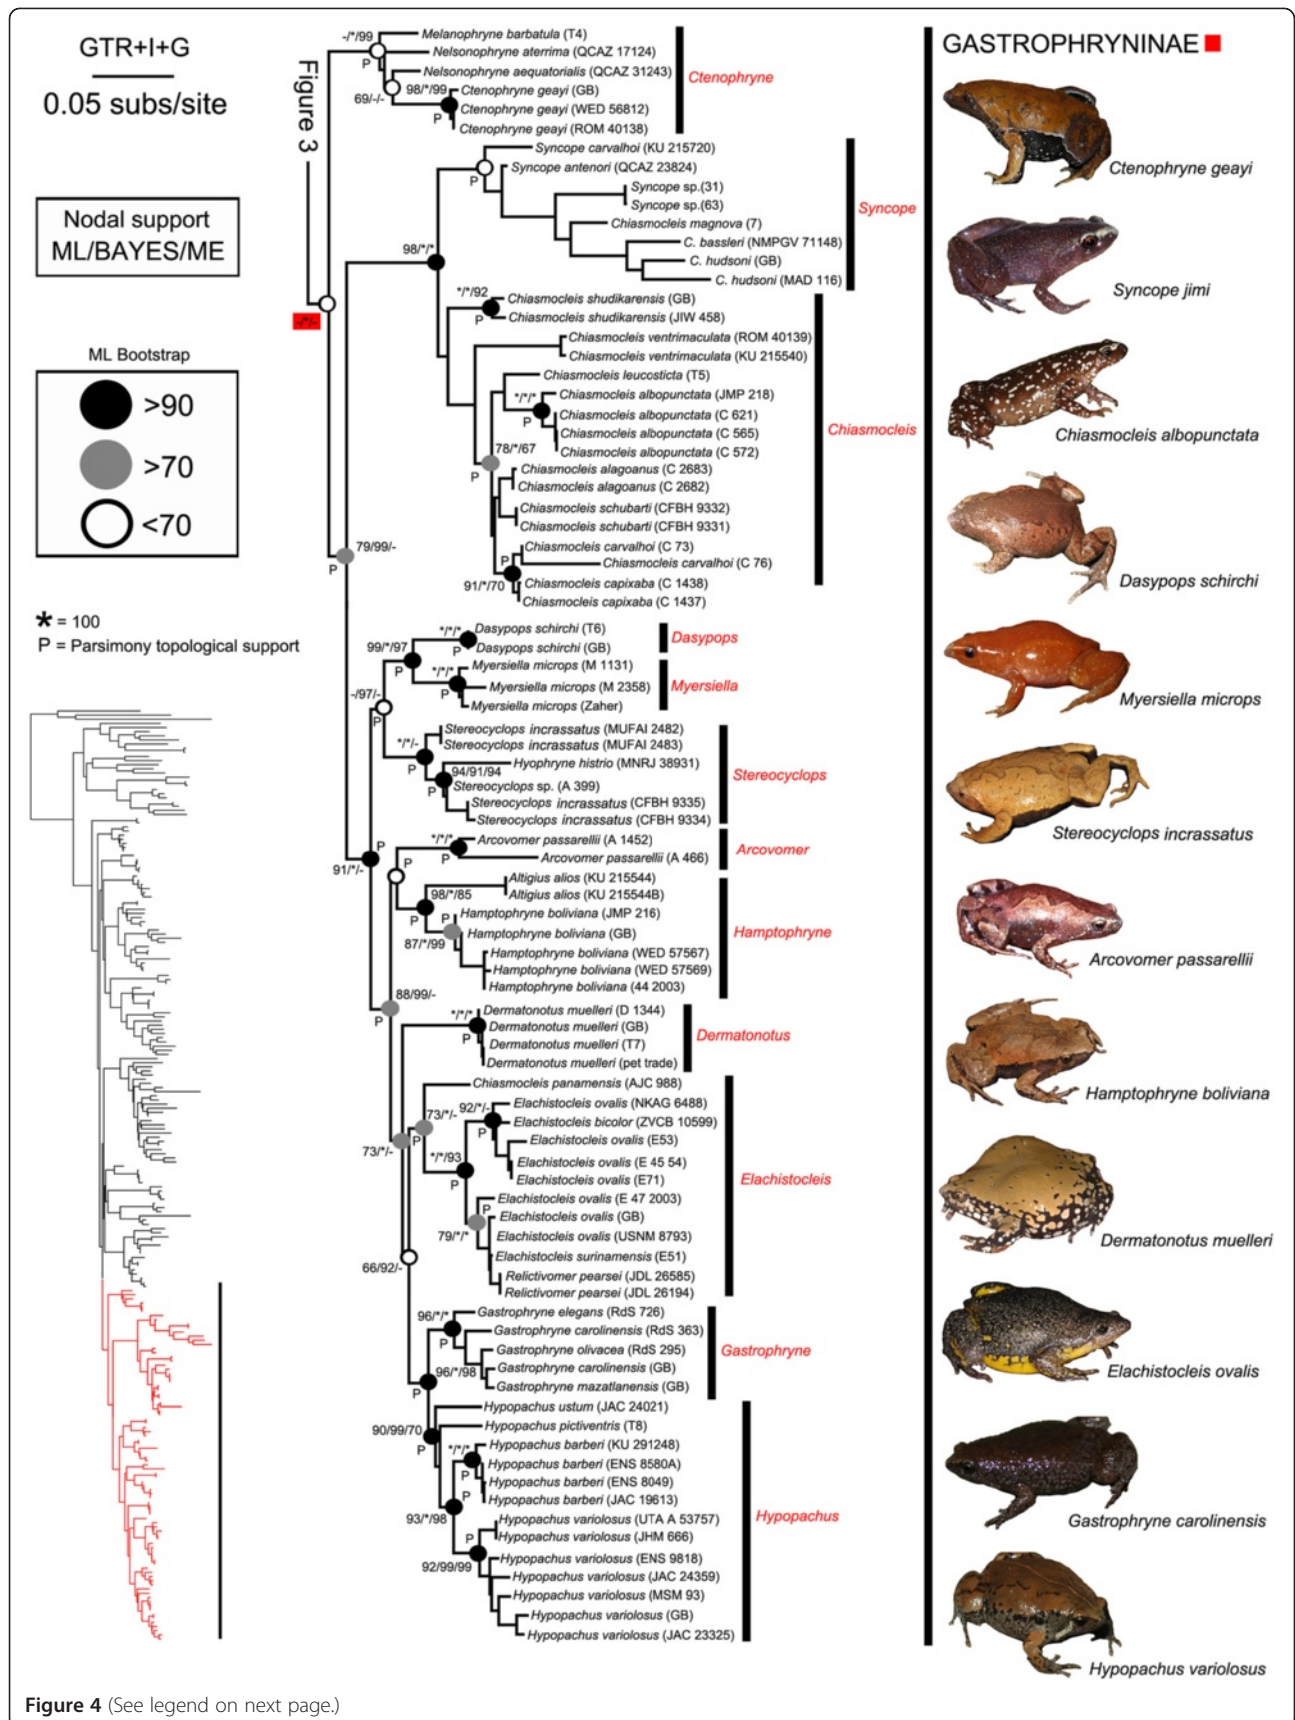 GTR+I+G
0.05 subs/site
Nodal support
ML/BAYES/ME
ML Bootstrap
>90
>70
<70
* = 100
P = Parsimony topological support
Figure 3
-/*/-
-/*/99
P
Melanophryne barbatula (T4)
Nelsonophryne aterrima (QCAZ 17124)
Nelsonophryne aequatorialis (QCAZ 31243)
69/-/-
98/*/99
P
Ctenophryne geayi (GB)
Ctenophryne geayi (WED 56812)
Ctenophryne geayi (ROM 40138)
Ctenophryne
79/99/-
P
98/*/*
P
Syncope carvalhoi (KU 215720)
Syncope antenori (QCAZ 23824)
Syncope sp.(31)
Syncope sp.(63)
Chiasmocleis magnova (7)
C. bassleri (NMPGV 71148)
C. hudsoni (GB)
C. hudsoni (MAD 116)
Syncope
*/*/92
P
Chiasmocleis shudikarensis (GB)
Chiasmocleis shudikarensis (JIW 458)
Chiasmocleis ventrimaculata (ROM 40139)
Chiasmocleis ventrimaculata (KU 215540)
Chiasmocleis leucosticta (T5)
*/*/*
P
Chiasmocleis albopunctata (JMP 218)
Chiasmocleis albopunctata (C 621)
Chiasmocleis albopunctata (C 565)
Chiasmocleis albopunctata (C 572)
78/*/67
P
Chiasmocleis alagoanus (C 2683)
Chiasmocleis alagoanus (C 2682)
Chiasmocleis schubarti (CFBH 9332)
Chiasmocleis schubarti (CFBH 9331)
P
91/*/70
Chiasmocleis carvalhoi (C 73)
Chiasmocleis carvalhoi (C 76)
Chiasmocleis capixaba (C 1438)
Chiasmocleis capixaba (C 1437)
Chiasmocleis
99/*/97
P
*/*/*
P
Dasypops schirchi (T6)
Dasypops schirchi (GB)
Dasypops
*/*/*
P
Myersiella microps (M 1131)
Myersiella microps (M 2358)
Myersiella microps (Zaher)
Myersiella
-/97/-
P
*/*/-
P
Stereocyclops incrassatus (MUFAI 2482)
Stereocyclops incrassatus (MUFAI 2483)
Hyophryne histrio (MNRJ 38931)
94/91/94
P
Stereocyclops sp. (A 399)
Stereocyclops incrassatus (CFBH 9335)
Stereocyclops incrassatus (CFBH 9334)
Stereocyclops
P
91/*/-
P
*/*/*
P
Arcovomer passarellii (A 1452)
Arcovomer passarellii (A 466)
Arcovomer
98/*/85
P
Altigius alios (KU 215544)
Altigius alios (KU 215544B)
P
87/*/99
Hamptophryne boliviana (JMP 216)
Hamptophryne boliviana (GB)
Hamptophryne boliviana (WED 57567)
Hamptophryne boliviana (WED 57569)
Hamptophryne boliviana (44 2003)
Hamptophryne
88/99/-
P
*/*/*
P
Dermatonotus muelleri (D 1344)
Dermatonotus muelleri (GB)
Dermatonotus muelleri (T7)
Dermatonotus muelleri (pet trade)
Dermatonotus
73/*/-
73/*/-
P
Chiasmocleis panamensis (AJC 988)
92/*/-
P
Elachistocleis ovalis (NKAG 6488)
Elachistocleis bicolor (ZVCB 10599)
Elachistocleis ovalis (E53)
Elachistocleis ovalis (E 45 54)
Elachistocleis ovalis (E71)
*/*/93
P
P
79/*/*
Elachistocleis ovalis (E 47 2003)
Elachistocleis ovalis (GB)
Elachistocleis ovalis (USNM 8793)
Elachistocleis surinamensis (E51)
Relictivomer pearsei (JDL 26585)
Relictivomer pearsei (JDL 26194)
Elachistocleis
66/92/-
96/*/*
P
Gastrophryne elegans (RdS 726)
Gastrophryne carolinensis (RdS 363)
Gastrophryne olivacea (RdS 295)
Gastrophryne carolinensis (GB)
Gastrophryne mazatlanensis (GB)
Gastrophryne
96/*/98
P
90/99/70
P
Hypopachus ustum (JAC 24021)
Hypopachus pictiventris (T8)
*/*/*
P
Hypopachus barberi (KU 291248)
Hypopachus barberi (ENS 8580A)
Hypopachus barberi (ENS 8049)
Hypopachus barberi (JAC 19613)
P
93/*/98
P
92/99/99
Hypopachus variolosus (UTA A 53757)
Hypopachus variolosus (JHM 666)
Hypopachus variolosus (ENS 9818)
Hypopachus variolosus (JAC 24359)
Hypopachus variolosus (MSM 93)
Hypopachus variolosus (GB)
Hypopachus variolosus (JAC 23325)
Hypopachus
GASTROPHRYNINAE
Ctenophryne geayi
Syncope jimi
Chiasmocleis albopunctata
Dasypops schirchi
Myersiella microps
Stereocyclops incrassatus
Arcovomer passarellii
Hamptophryne boliviana
Dermatonotus muelleri
Elachistocleis ovalis
Gastrophryne carolinensis
Hypopachus variolosus
Figure 4 (See legend on next page.)